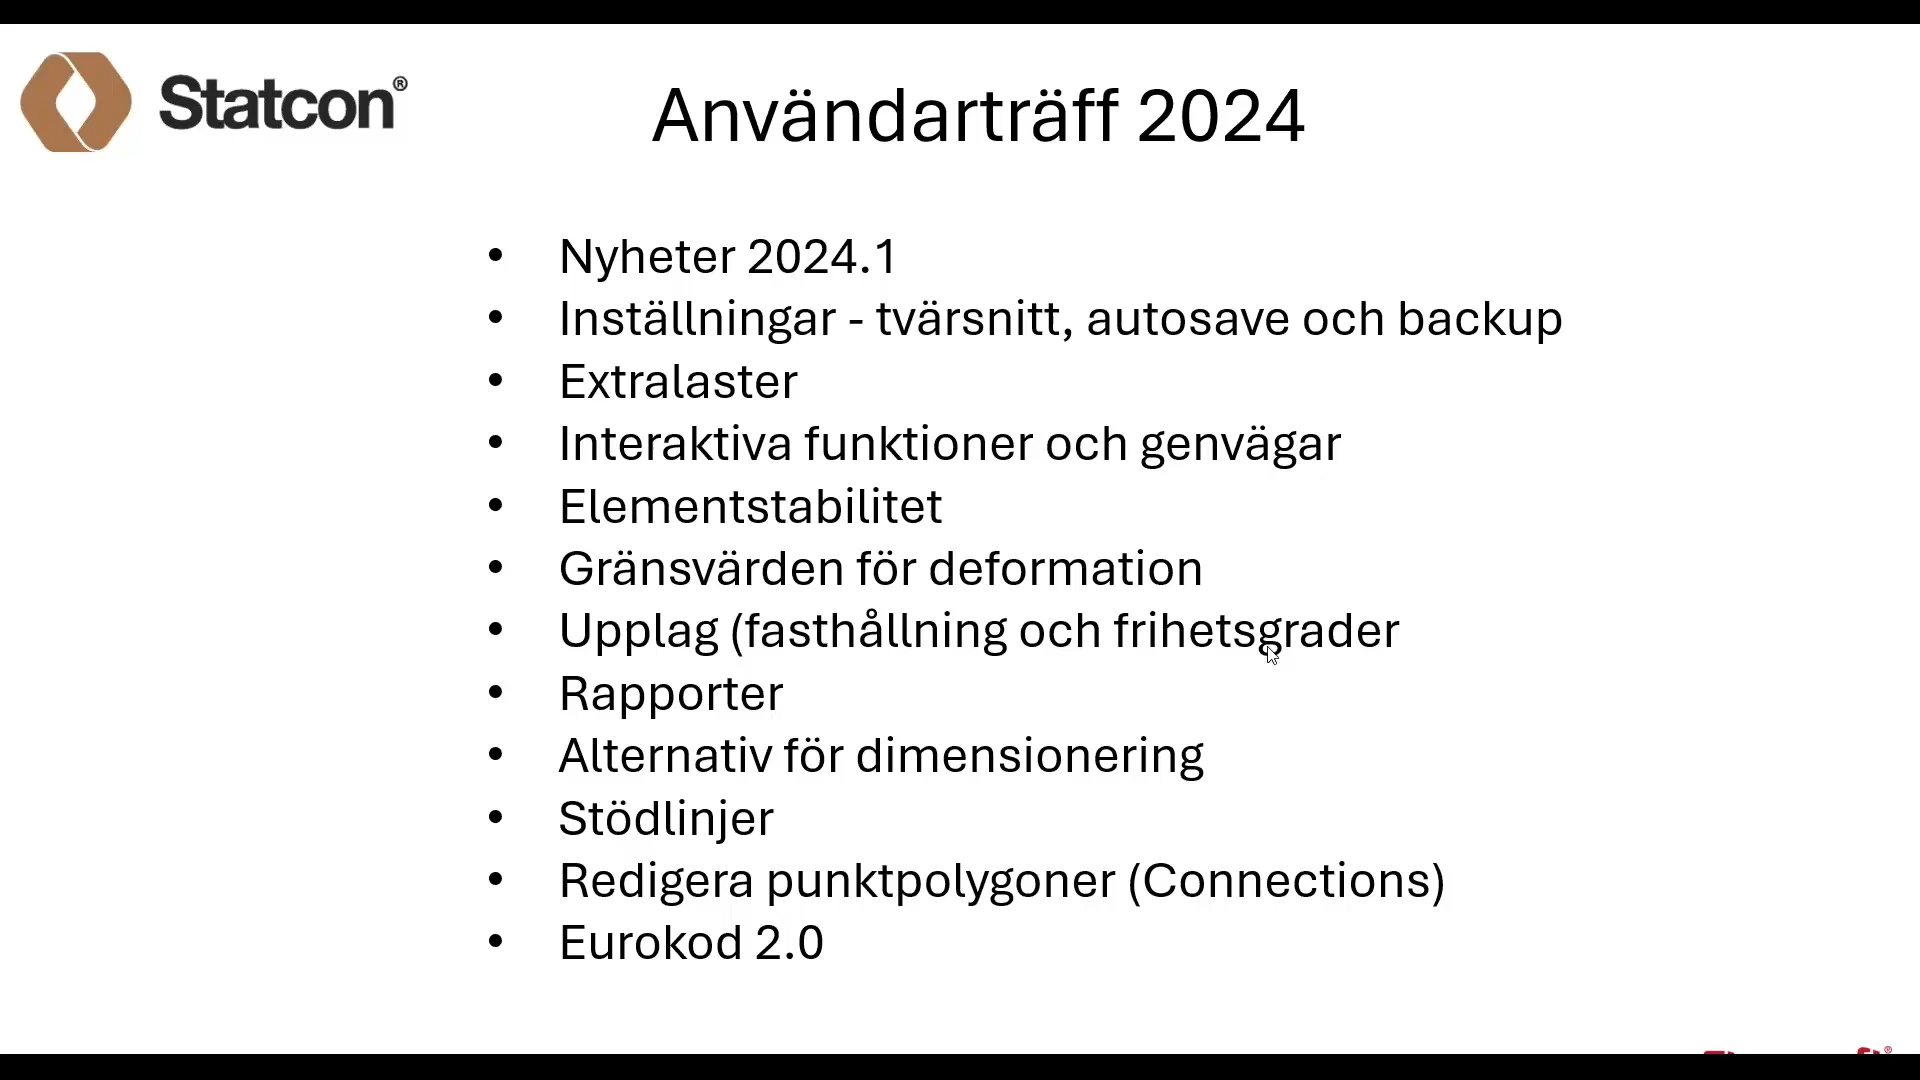 Statcon®
Användarträff 2024
• Nyheter 2024.1
• Inställningar - tvärsnitt, autosave och backup
• Extralaster
• Interaktiva funktioner och genvägar
• Elementstabilitet
• Gränsvärden för deformation
• Upplag (fasthållning och frihetsgrader
• Rapporter
• Alternativ för dimensionering
• Stödlinjer
• Redigera punktpolygoner (Connections)
• Eurokod 2.0